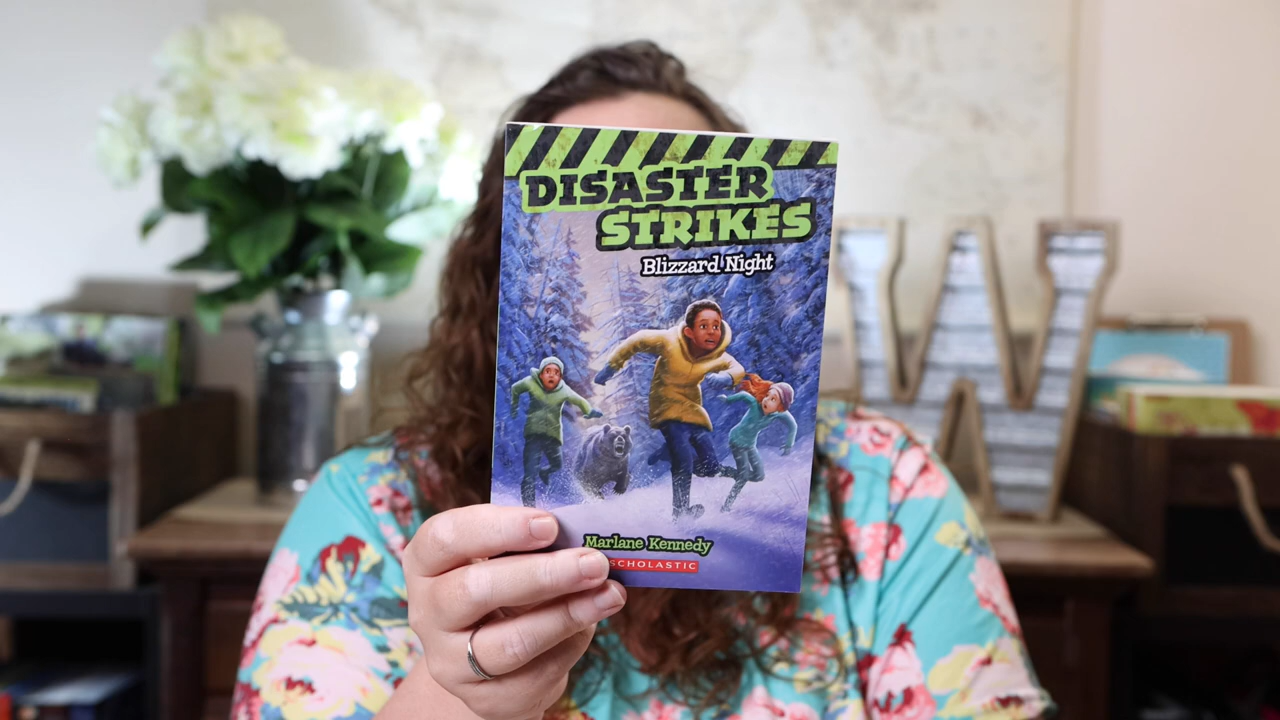 DISASTER
STRIKES
Blizzard Night
Marlane Kennedy
SCHOLASTIC
W